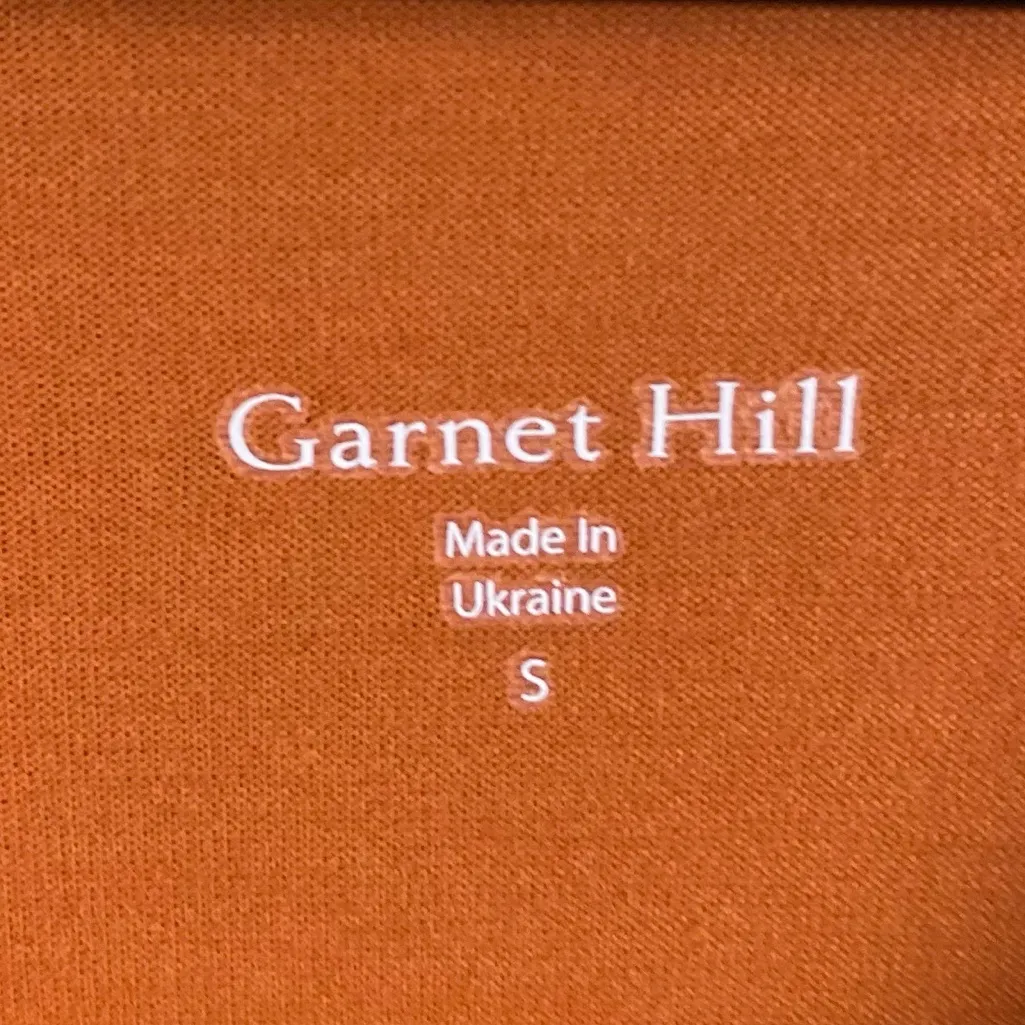 Garnet Hill
Made In
Ukraine
S